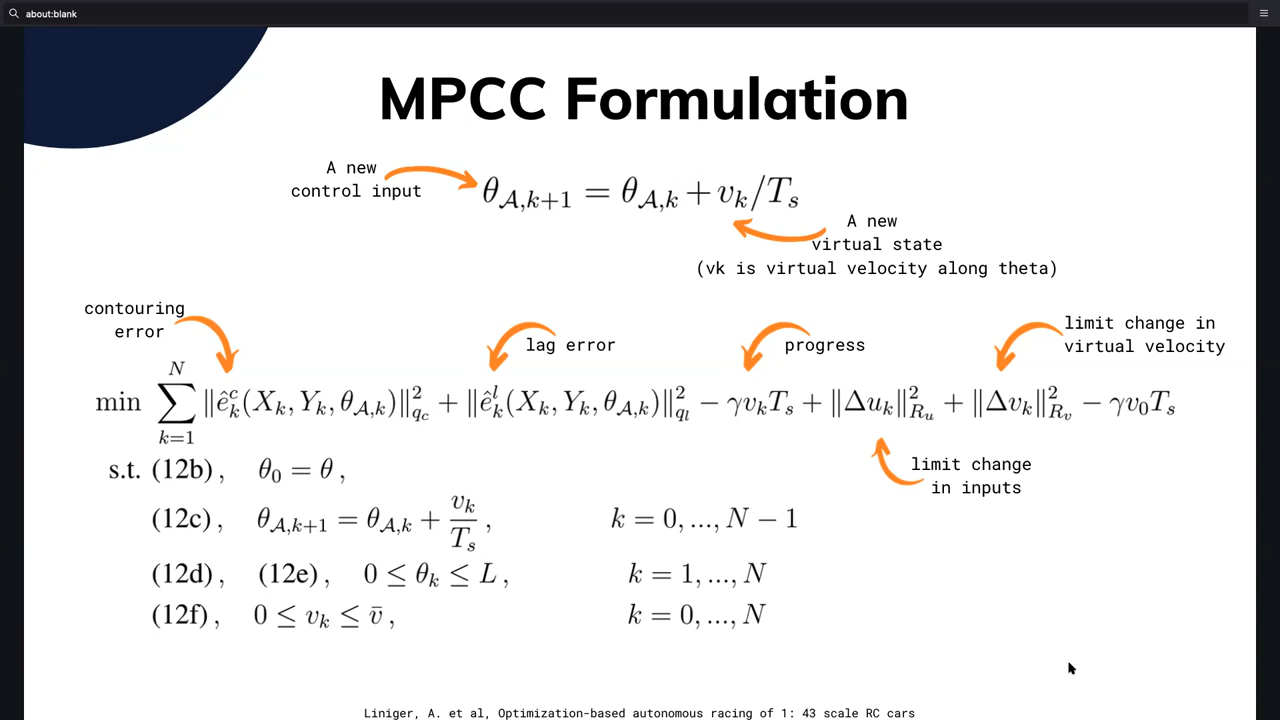 about:blank
MPCC Formulation
A new
control input
θ_{𝒜,k+1} = θ_{𝒜,k} + v_k/T_s
A new
virtual state
(vk is virtual velocity along theta)
contouring
error
lag error
progress
limit change in
virtual velocity
min ∑_{k=1}^{N} ‖ê_k^c(X_k, Y_k, θ_{𝒜,k})‖²_{q_c} + ‖ê_k^l(X_k, Y_k, θ_{𝒜,k})‖²_{q_l} − γv_kT_s + ‖Δu_k‖²_{R_u} + ‖Δv_k‖²_{R_v} − γv_0T_s
limit change
in inputs
s.t. (12b), θ_0 = θ,
(12c), θ_{𝒜,k+1} = θ_{𝒜,k} + \frac{v_k}{T_s}, k = 0, ..., N − 1
(12d), (12e), 0 ≤ θ_k ≤ L, k = 1, ..., N
(12f), 0 ≤ v_k ≤ v̄, k = 0, ..., N
Liniger, A. et al, Optimization-based autonomous racing of 1: 43 scale RC cars